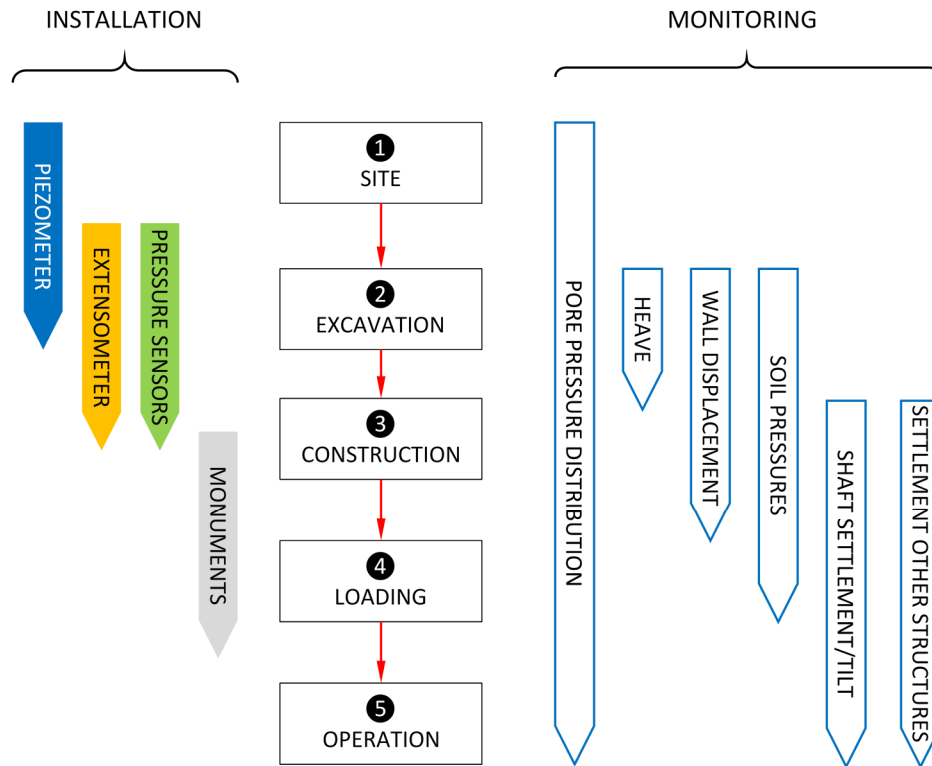 INSTALLATION
MONITORING
PIEZOMETER
EXTENSOMETER
PRESSURE SENSORS
MONUMENTS
1
SITE
2
EXCAVATION
3
CONSTRUCTION
4
LOADING
5
OPERATION
PORE PRESSURE DISTRIBUTION
HEAVE
WALL DISPLACEMENT
SOIL PRESSURES
SHAFT SETTLEMENT/TILT
SETTLEMENT OTHER STRUCTURES